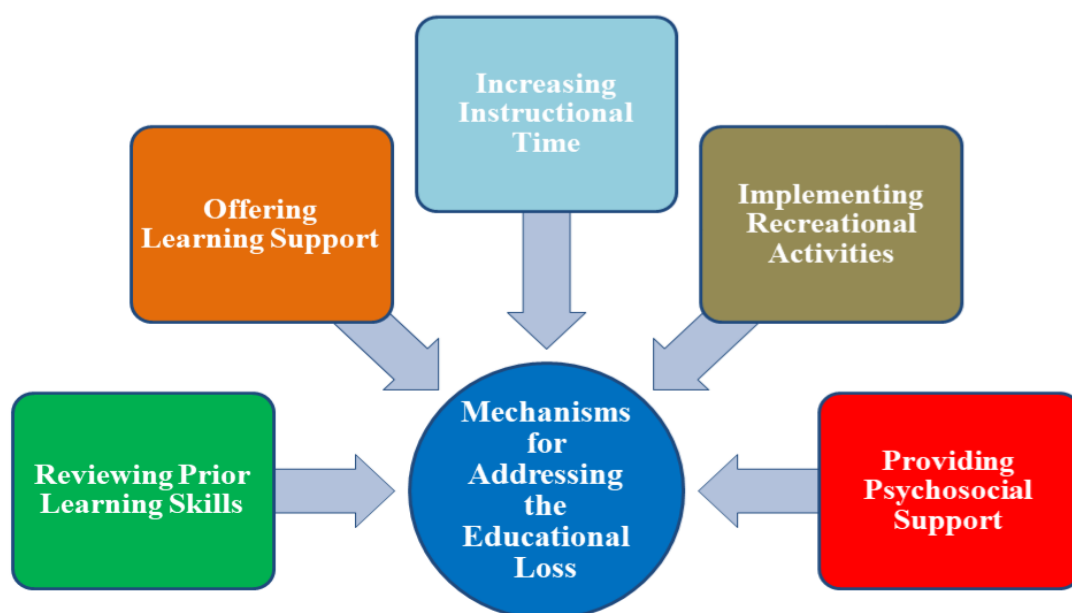 Increasing
Instructional
Time
Offering
Learning Support
Implementing
Recreational
Activities
Reviewing Prior
Learning Skills
Mechanisms
for
Addressing
the
Educational
Loss
Providing
Psychosocial
Support